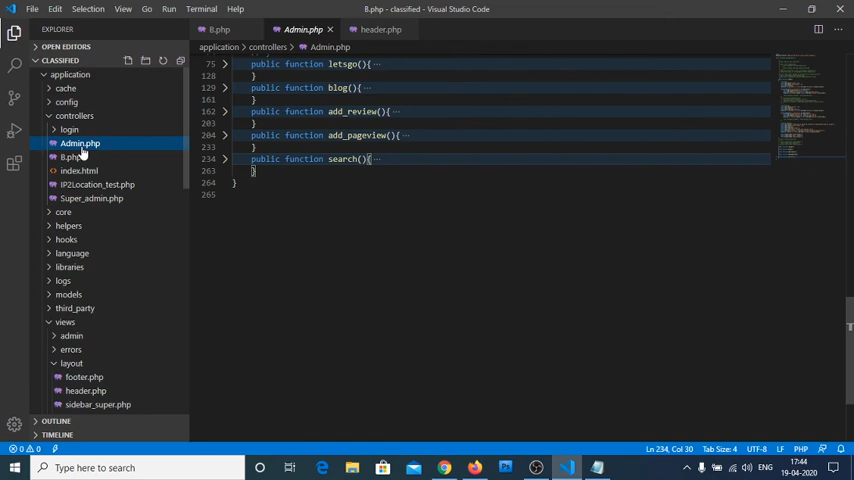 File Edit Selection View Go Run Terminal Help B.php - classified - Visual Studio Code
EXPLORER B.php Admin.php header.php
OPEN EDITORS application controllers Admin.php
CLASSIFIED
application
cache
config
controllers
login
Admin.php
B.php
index.html
IP2Location_test.php
Super_admin.php
core
helpers
hooks
language
libraries
logs
models
third_party
views
admin
errors
layout
footer.php
header.php
sidebar_super.php
OUTLINE
TIMELINE
75 public function letsgo(){ ...
128 }
129 public function blog(){ ...
161 }
162 public function add_review(){ ...
203 }
204 public function add_pageview(){ ...
233 }
234 public function search(){ ...
263 }
264 }
265
0 0 Ln 234, Col 30 Tab Size: 4 UTF-8 LF PHP
Type here to search ENG 17:44
19-04-2020